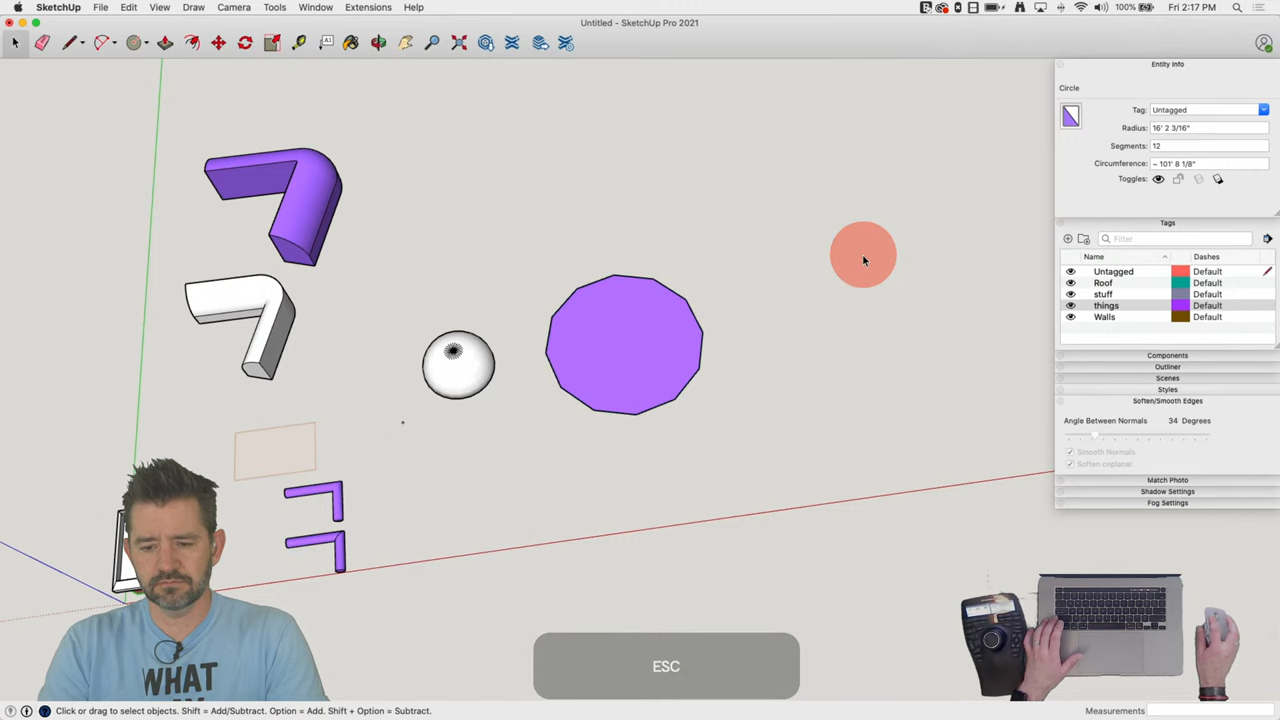 SketchUp File Edit View Draw Camera Tools Window Extensions Help
100% Fri 2:17 PM
Untitled - SketchUp Pro 2021
A1
Entity Info
Circle
Tag: Untagged
Radius: 16' 2 3/16"
Segments: 12
Circumference: ~ 101' 8 1/8"
Toggles:
Tags
Filter
Name Dashes
Untagged Default
Roof Default
stuff Default
things Default
Walls Default
Components
Outliner
Scenes
Styles
Soften/Smooth Edges
Angle Between Normals 34 Degrees
Smooth Normals
Soften coplanar
Match Photo
Shadow Settings
Fog Settings
WHAT
ESC
Click or drag to select objects. Shift = Add/Subtract. Option = Add. Shift + Option = Subtract.
Measurements